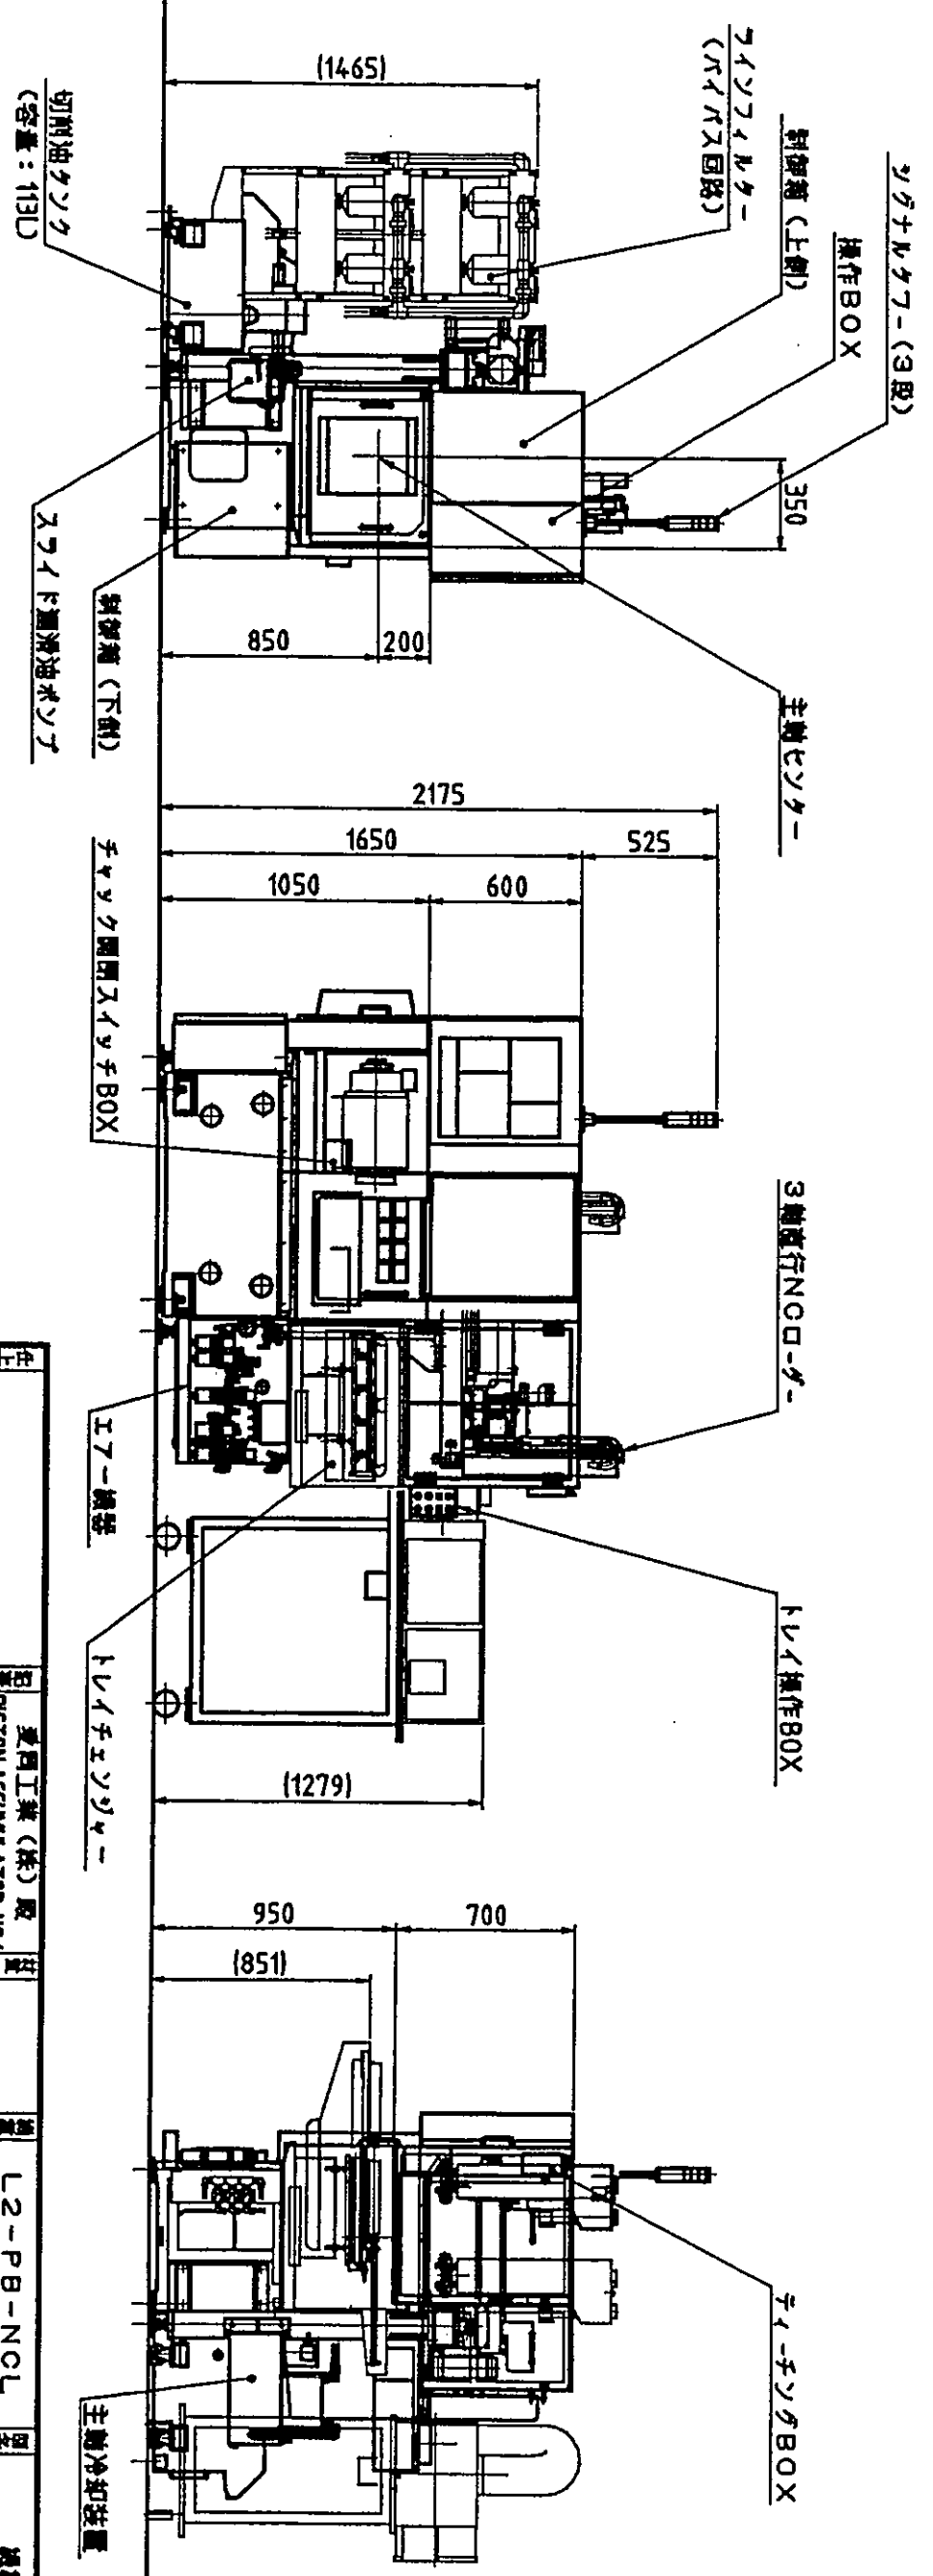 シグナルタワー(3段)
操作BOX
制御箱(上側)
ラインフィルター
(バイパス回路)
(1465)
切削油タンク
(容量:113L)
350
850
200
主軸センター
制御箱(下側)
スライド潤滑油ポンプ
2175
1650
525
1050
600
チャック開閉スイッチBOX
3軸直行NCローダー
エアー機器
トレイ操作BOX
トレイチェンジャー
(1279)
950
700
(851)
ティーチングBOX
主軸冷却装置
仕上
工業(株)殿
L2-PB-NCL